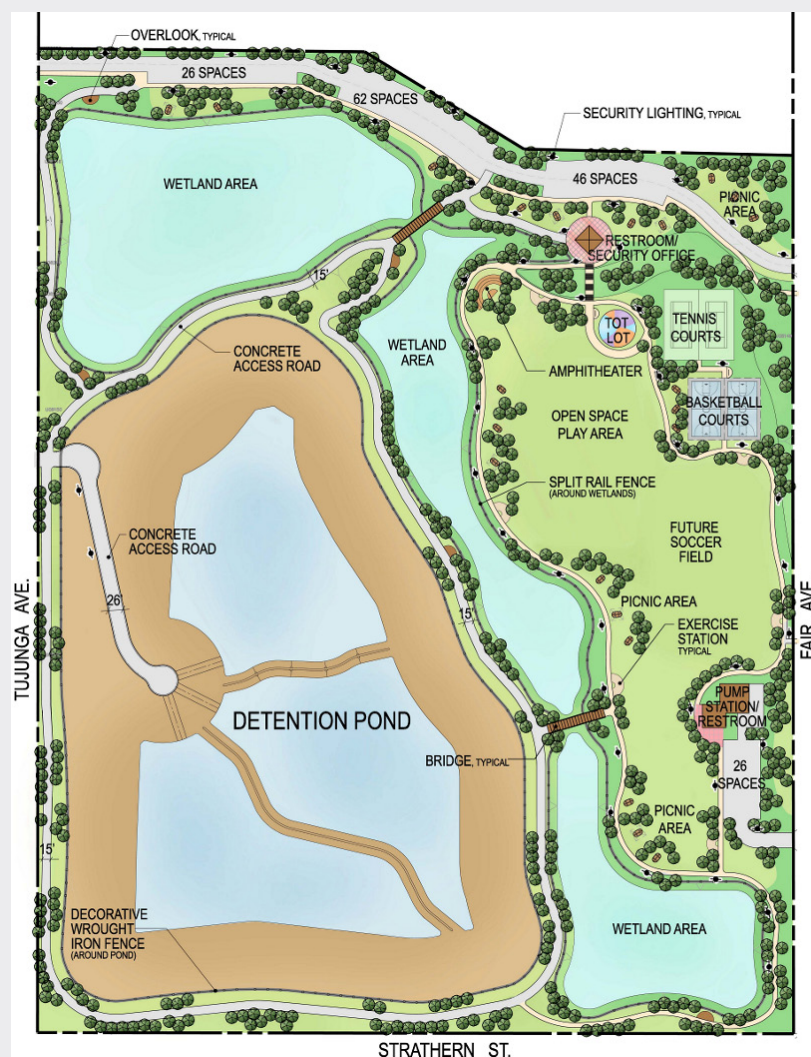 OVERLOOK, TYPICAL
26 SPACES
62 SPACES
SECURITY LIGHTING, TYPICAL
WETLAND AREA
46 SPACES
PICNIC
AREA
RESTROOM/
SECURITY OFFICE
15'
WETLAND
AREA
TOT
LOT
TENNIS
COURTS
CONCRETE
ACCESS ROAD
AMPHITHEATER
BASKETBALL
COURTS
OPEN SPACE
PLAY AREA
SPLIT RAIL FENCE
(AROUND WETLANDS)
CONCRETE
ACCESS ROAD
FUTURE
SOCCER
FIELD
26'
15'
PICNIC AREA
EXERCISE
STATION
TYPICAL
TUJUNGA AVE.
FAIR AVE.
DETENTION POND
PUMP
STATION/
RESTROOM
BRIDGE, TYPICAL
26
SPACES
PICNIC
AREA
15'
DECORATIVE
WROUGHT
IRON FENCE
(AROUND POND)
WETLAND AREA
STRATHERN ST.